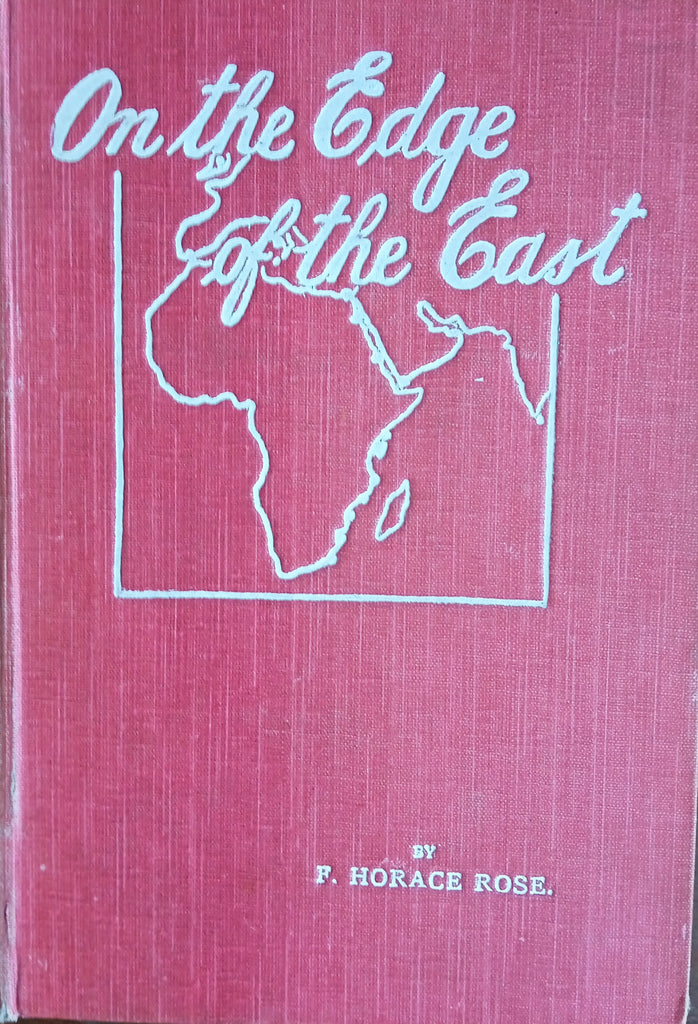 On the Edge
of the East
BY
F. HORACE ROSE.